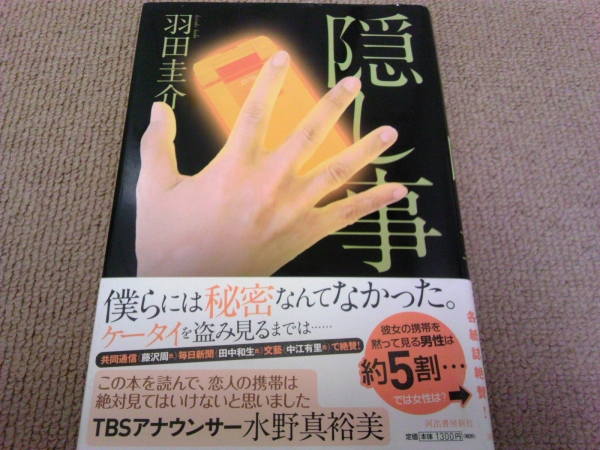 隠し事
羽田圭介
僕らには秘密なんてなかった。
ケータイを盗み見るまでは……
共同通信(藤沢周氏)毎日新聞(田中和生氏)文藝(中江有里氏)で絶賛!
この本を読んで、恋人の携帯は
絶対見てはいけないと思いました
TBSアナウンサー水野真裕美
彼女の携帯を
黙って見る男性は
約5割…
では女性は?
各紙誌絶賛!
河出書房新社
定価 本体1300円(税別)